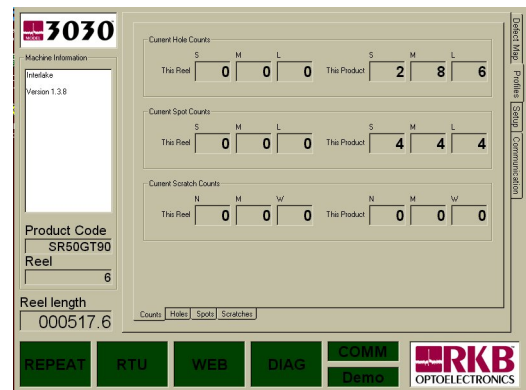 MODEL 3030
Machine Information
Interlake
Version 1.3.8
Product Code
SR50GT90
Reel
6
Reel length
000517.6
Current Hole Counts
S M L S M L
This Reel 0 0 0 This Product 2 8 6
Current Spot Counts
S M L S M L
This Reel 0 0 0 This Product 4 4 4
Current Scratch Counts
N M W N M W
This Reel 0 0 0 This Product 0 0 0
Counts Holes Spots Scratches
Defect Map
Profiles
Setup
Communication
REPEAT RTU WEB DIAG COMM
Demo
RKB
OPTOELECTRONICS